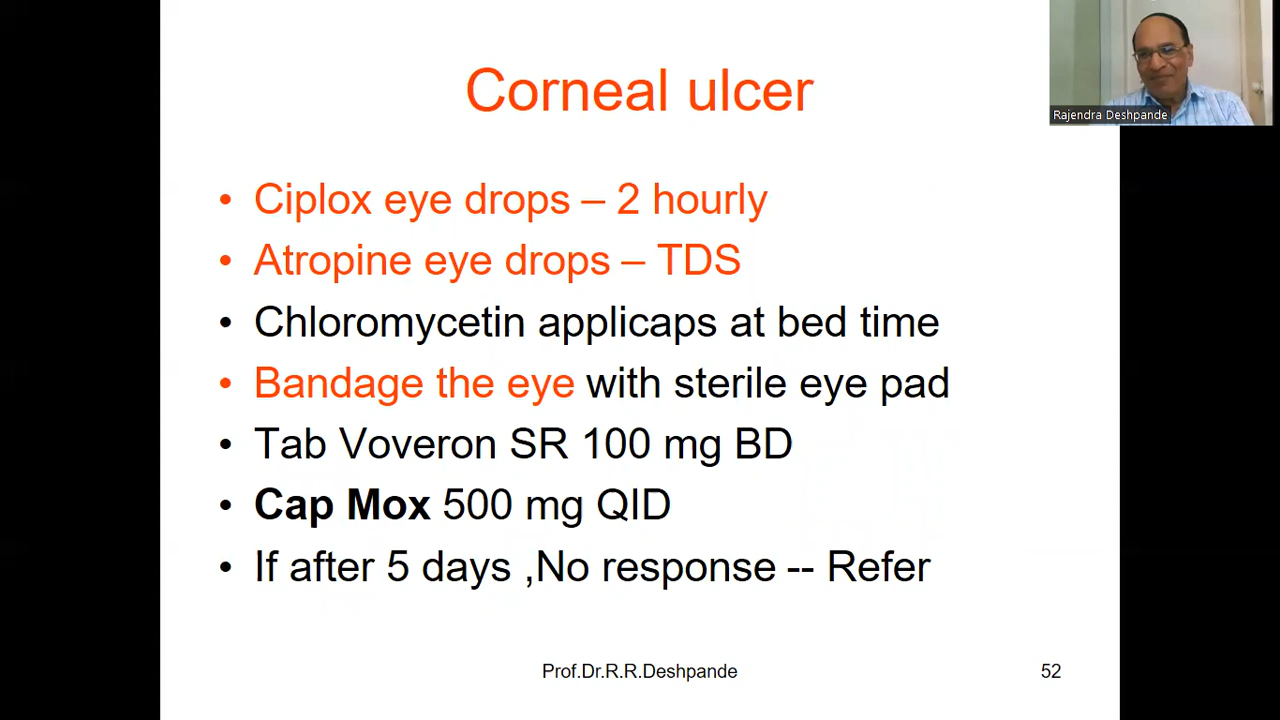 Corneal ulcer
Rajendra Deshpande
• Ciplox eye drops – 2 hourly
• Atropine eye drops – TDS
• Chloromycetin applicaps at bed time
• Bandage the eye with sterile eye pad
• Tab Voveron SR 100 mg BD
• Cap Mox 500 mg QID
• If after 5 days ,No response -- Refer
Prof.Dr.R.R.Deshpande
52